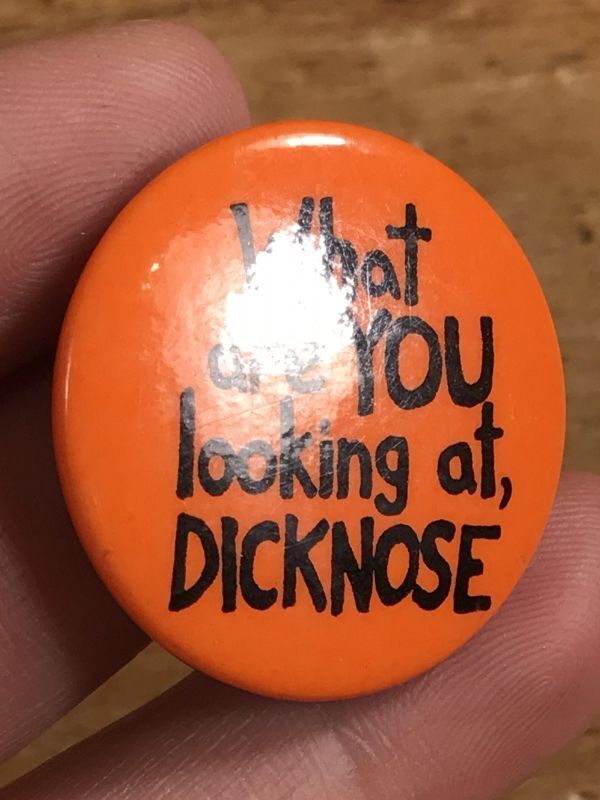 What
are YOU
looking at,
DICKNOSE